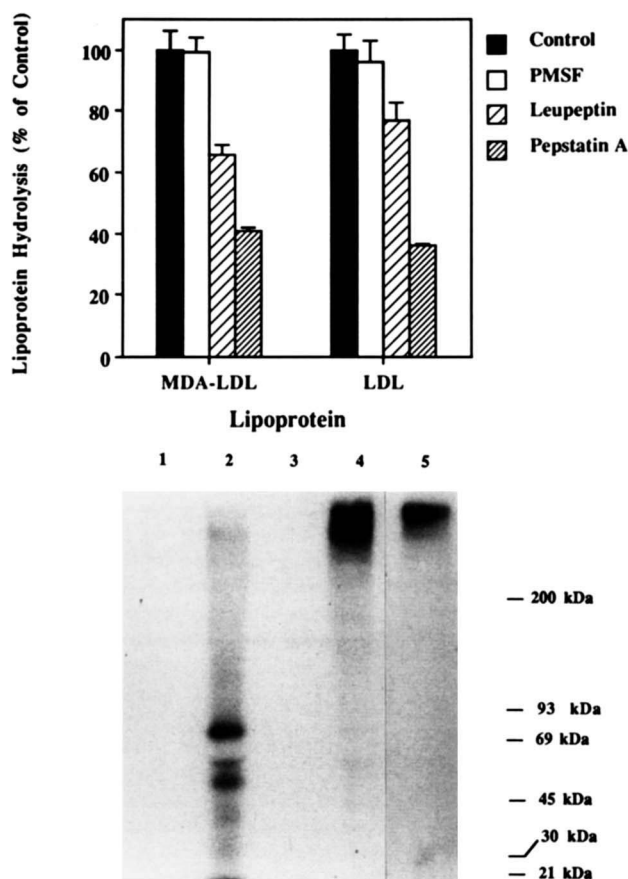 Lipoprotein Hydrolysis (% of Control)
100
80
60
40
20
0
Control
PMSF
Leupeptin
Pepstatin A
MDA-LDL LDL
Lipoprotein
1 2 3 4 5
200 kDa
93 kDa
69 kDa
45 kDa
30 kDa
21 kDa